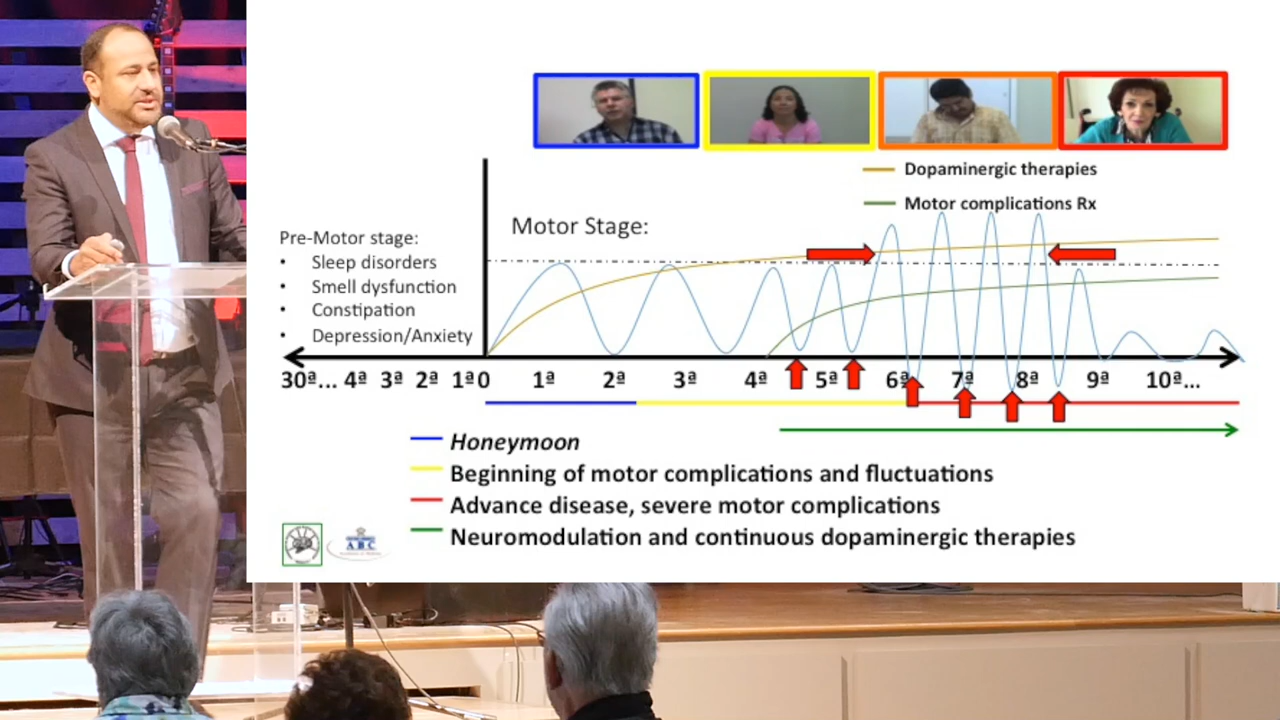 Dopaminergic therapies
Motor complications Rx
Motor Stage:
Pre-Motor stage:
• Sleep disorders
• Smell dysfunction
• Constipation
• Depression/Anxiety
30ª... 4ª 3ª 2ª 1ª 0 1ª 2ª 3ª 4ª 5ª 6ª 7ª 8ª 9ª 10ª...
Honeymoon
Beginning of motor complications and fluctuations
Advance disease, severe motor complications
Neuromodulation and continuous dopaminergic therapies
ABC